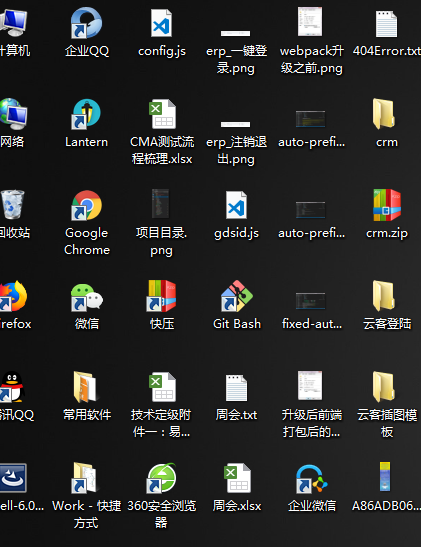 计算机
企业QQ
config.js
erp_一键登
录.png
webpack升
级之前.png
404Error.txt
网络
Lantern
CMA测试流
程梳理.xlsx
erp_注销退
出.png
auto-prefi...
crm
回收站
Google
Chrome
项目目录.
png
gdsid.js
auto-prefi...
crm.zip
irefox
微信
快压
Git Bash
fixed-aut...
云客登陆
腾讯QQ
常用软件
技术定级附
件一：易...
周会.txt
升级后前端
打包后的...
云客插图模
板
ell-6.0...
Work - 快捷
方式
360安全浏览
器
周会.xlsx
企业微信
A86ADB06...